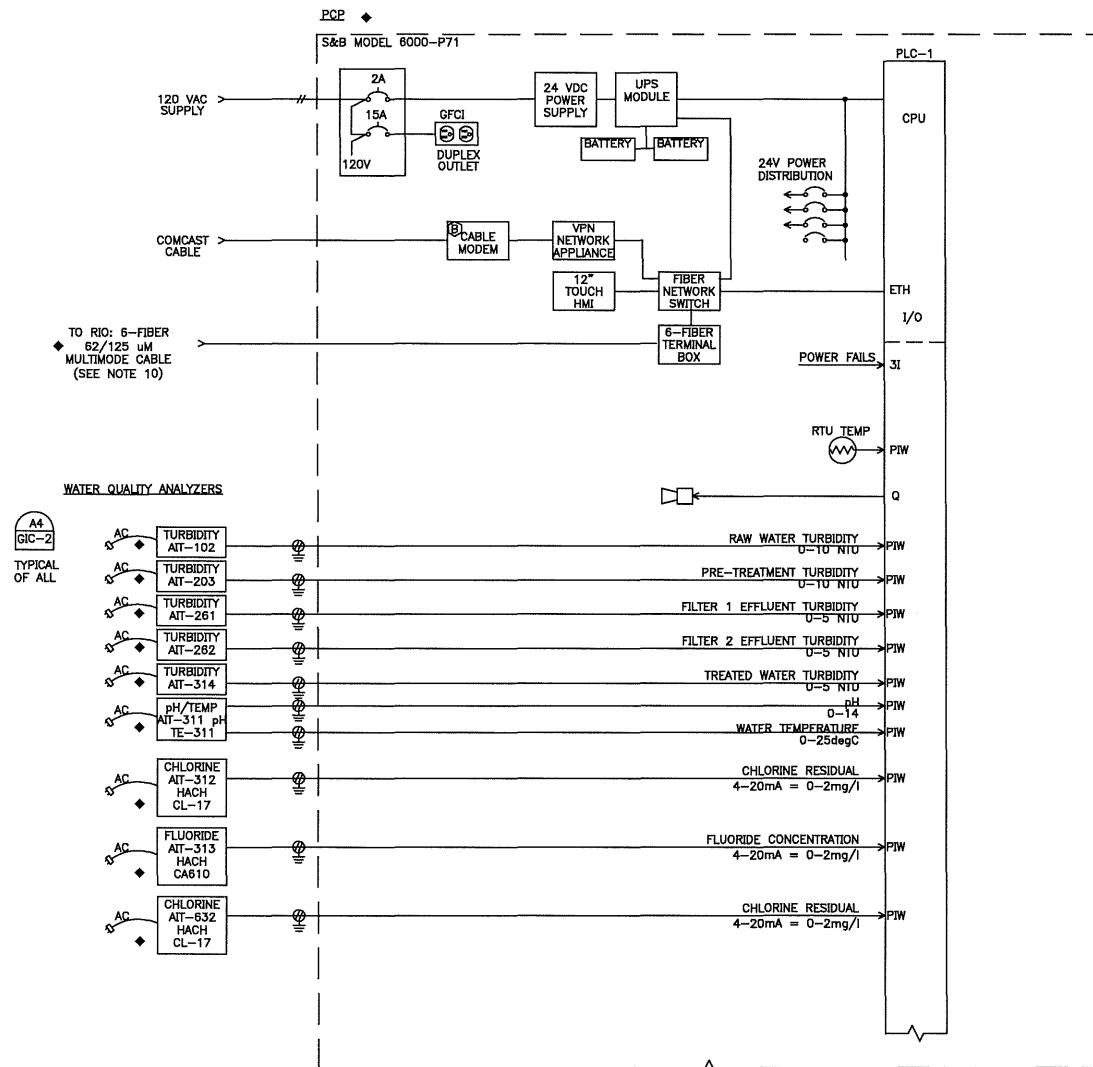 PCP
S&B MODEL 6000-P71
PLC-1
2A
15A
120V
GFCI
DUPLEX
OUTLET
120 VAC
SUPPLY
24 VDC
POWER
SUPPLY
UPS
MODULE
BATTERY
BATTERY
CPU
24V POWER
DISTRIBUTION
COMCAST
CABLE
B
CABLE
MODEM
VPN
NETWORK
APPLIANCE
12"
TOUCH
HMI
FIBER
NETWORK
SWITCH
ETH
I/O
TO RIO: 6-FIBER
62/125 uM
MULTIMODE CABLE
(SEE NOTE 10)
6-FIBER
TERMINAL
BOX
POWER FAILS
3I
RTU TEMP
PIW
Q
WATER QUALITY ANALYZERS
A4
GIC-2
TYPICAL
OF ALL
AC
TURBIDITY
AIT-102
RAW WATER TURBIDITY
0-10 NTU
PIW
AC
TURBIDITY
AIT-203
PRE-TREATMENT TURBIDITY
0-10 NTU
PIW
AC
TURBIDITY
AIT-261
FILTER 1 EFFLUENT TURBIDITY
0-5 NTU
PIW
AC
TURBIDITY
AIT-262
FILTER 2 EFFLUENT TURBIDITY
0-5 NTU
PIW
AC
TURBIDITY
AIT-314
TREATED WATER TURBIDITY
0-5 NTU
PIW
AC
pH/TEMP
AIT-311 pH
TE-311
pH
0-14
PIW
WATER TEMPERATURE
0-25degC
PIW
AC
CHLORINE
AIT-312
HACH
CL-17
CHLORINE RESIDUAL
4-20mA = 0-2mg/l
PIW
AC
FLUORIDE
AIT-313
HACH
CA610
FLUORIDE CONCENTRATION
4-20mA = 0-2mg/l
PIW
AC
CHLORINE
AIT-632
HACH
CL-17
CHLORINE RESIDUAL
4-20mA = 0-2mg/l
PIW